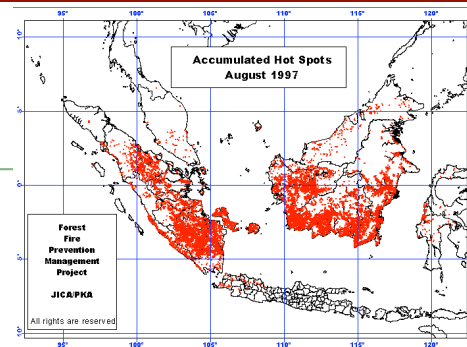 95° 100° 105° 110° 115° 120°
Accumulated Hot Spots
August 1997
10°
5°
0°
5°
10°
Forest
Fire
Prevention
Management
Project
JICA/PKA
All rights are reserved
95° 100° 105° 110° 115° 120°